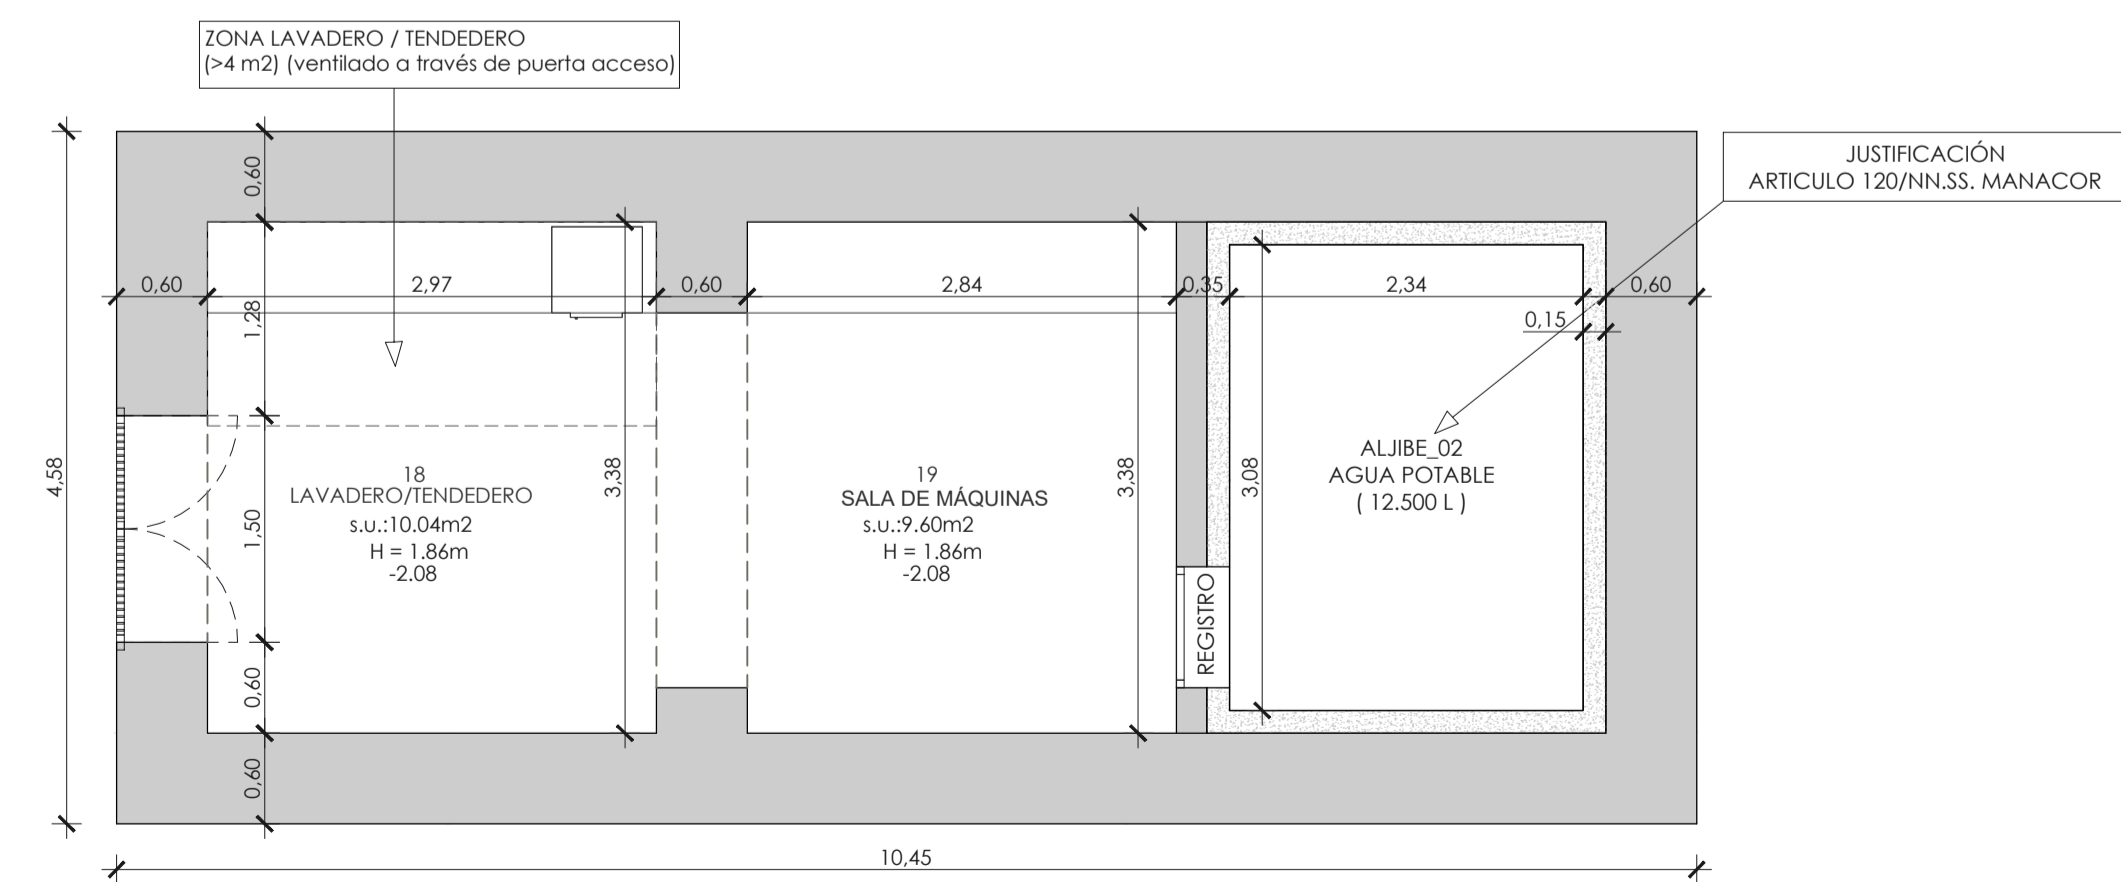 ZONA LAVADERO / TENDEDERO
(>4 m2) (ventilado a través de puerta acceso)
JUSTIFICACIÓN
ARTICULO 120/NN.SS. MANACOR
0,60
0,60
2,97
0,60
2,84
0,35
2,34
0,60
1,28
0,15
4,58
3,38
3,38
3,08
ALJIBE_02
AGUA POTABLE
( 12.500 L )
18
LAVADERO/TENDEDERO
s.u.:10.04m2
H = 1.86m
-2.08
19
SALA DE MÁQUINAS
s.u.:9.60m2
H = 1.86m
-2.08
1,50
REGISTRO
0,60
0,60
10,45